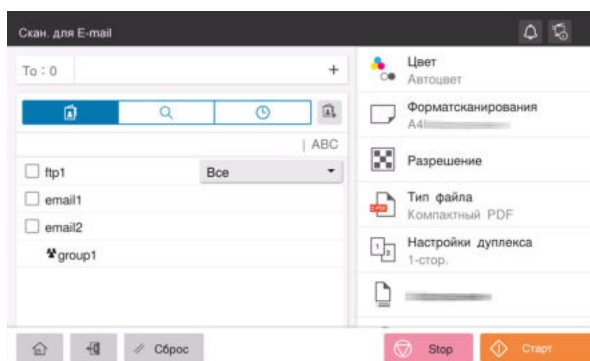 Скан. для E-mail
To : 0
+
| ABC
ftp1
Все
email1
email2
group1
Цвет
Автоцвет
Форматсканирования
A4
Разрешение
Тип файла
Компактный PDF
Настройки дуплекса
1-стор.
Сброс
Stop
Старт